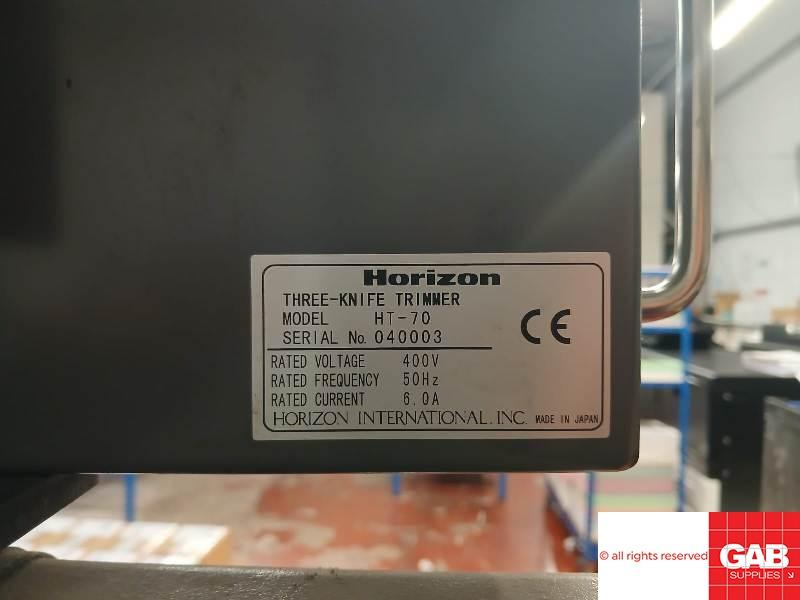 Horizon
THREE-KNIFE TRIMMER
MODEL HT-70
SERIAL No. 040003
CE
RATED VOLTAGE 400V
RATED FREQUENCY 50Hz
RATED CURRENT 6.0A
HORIZON INTERNATIONAL. INC. MADE IN JAPAN
© all rights reserved
GAB
SUPPLIES